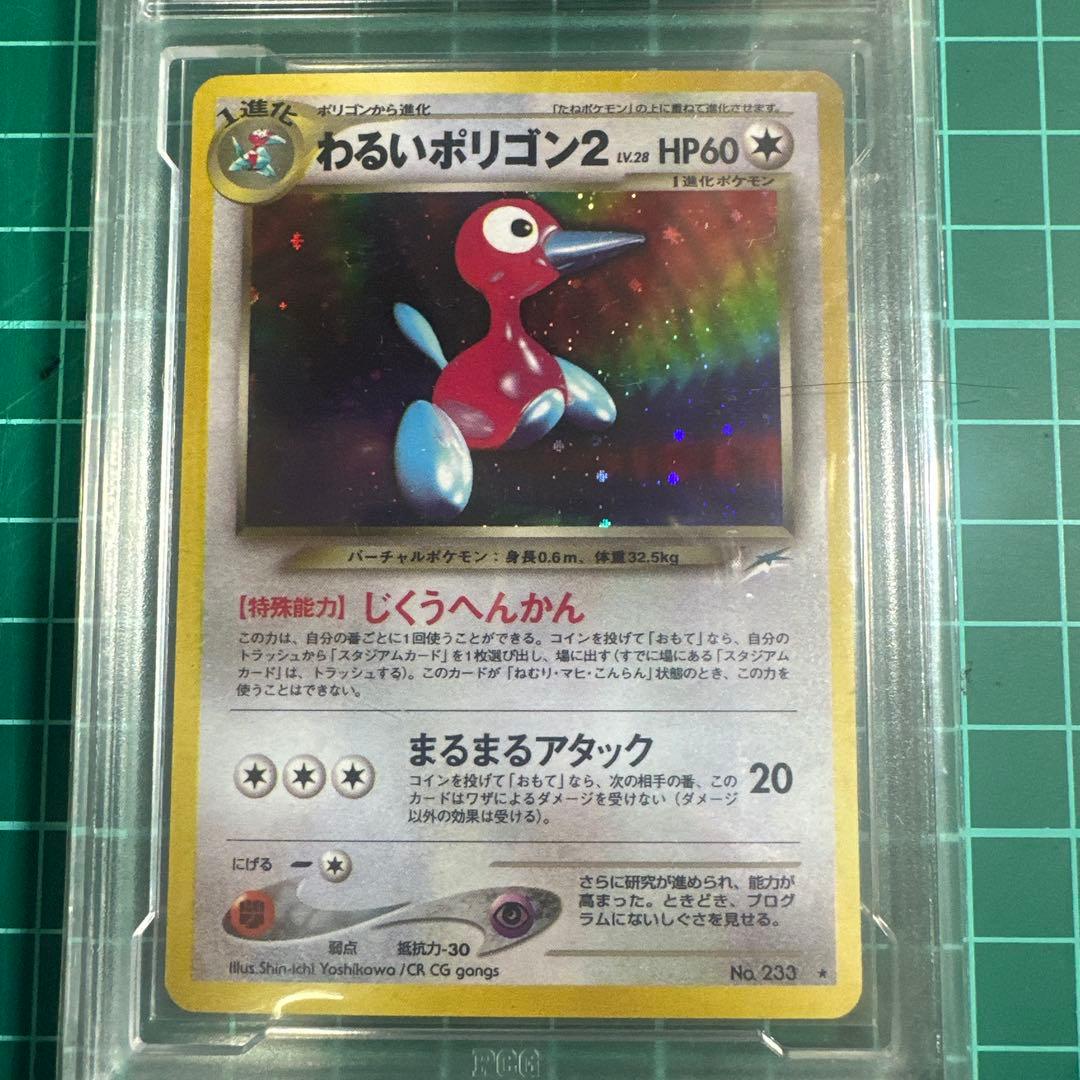 1進化
ポリゴンから進化
「たねポケモン」の上に重ねて進化させます。
わるいポリゴン2 LV.28 HP60
1進化ポケモン
バーチャルポケモン：身長0.6m、体重32.5kg
【特殊能力】じくうへんかん
この力は、自分の番ごとに1回使うことができる。コインを投げて「おもて」なら、自分の
トラッシュから「スタジアムカード」を1枚選び出し、場に出す(すでに場にある「スタジアム
カード」は、トラッシュする)。このカードが「ねむり・マヒ・こんらん」状態のとき、この力を
使うことはできない。
まるまるアタック
コインを投げて「おもて」なら、次の相手の番、この
カードはワザによるダメージを受けない（ダメージ
以外の効果は受ける）。
20
にげる
弱点
抵抗力-30
さらに研究が進められ、能力が
高まった。ときどき、プログ
ラムにないしぐさを見せる。
Illus.Shin-ichi Yoshikawa /CR CG gangs
No. 233